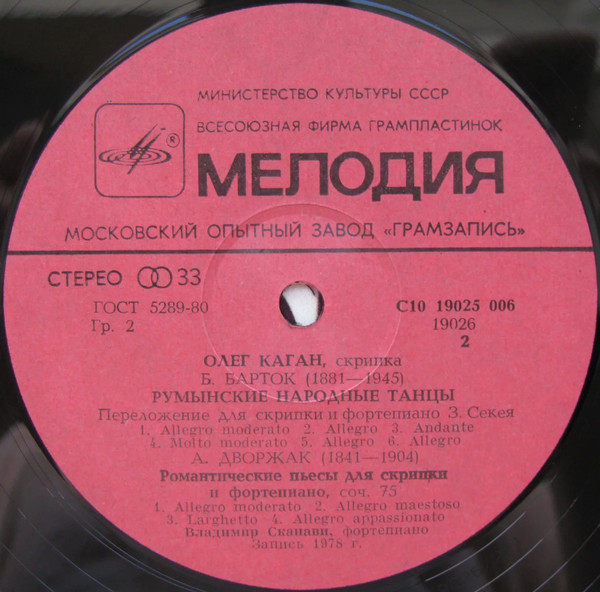 МИНИСТЕРСТВО КУЛЬТУРЫ СССР
ВСЕСОЮЗНАЯ ФИРМА ГРАМПЛАСТИНОК
®
МЕЛОДИЯ
МОСКОВСКИЙ ОПЫТНЫЙ ЗАВОД «ГРАМЗАПИСЬ»
СТЕРЕО 33
ГОСТ 5289-80 С10 19025 006
Гр. 2 19026
2
ОЛЕГ КАГАН, скрипка
Б. БАРТОК (1881—1945)
РУМЫНСКИЕ НАРОДНЫЕ ТАНЦЫ
Переложение для скрипки и фортепиано З. Секея
1. Allegro moderato 2. Allegro 3. Andante
4. Molto moderato 5. Allegro 6. Allegro
А. ДВОРЖАК (1841—1904)
Романтические пьесы для скрипки
и фортепиано, соч. 75
1. Allegro moderato 2. Allegro maestoso
3. Larghetto 4. Allegro appassionato
Владимир Сканави, фортепиано
Запись 1978 г.